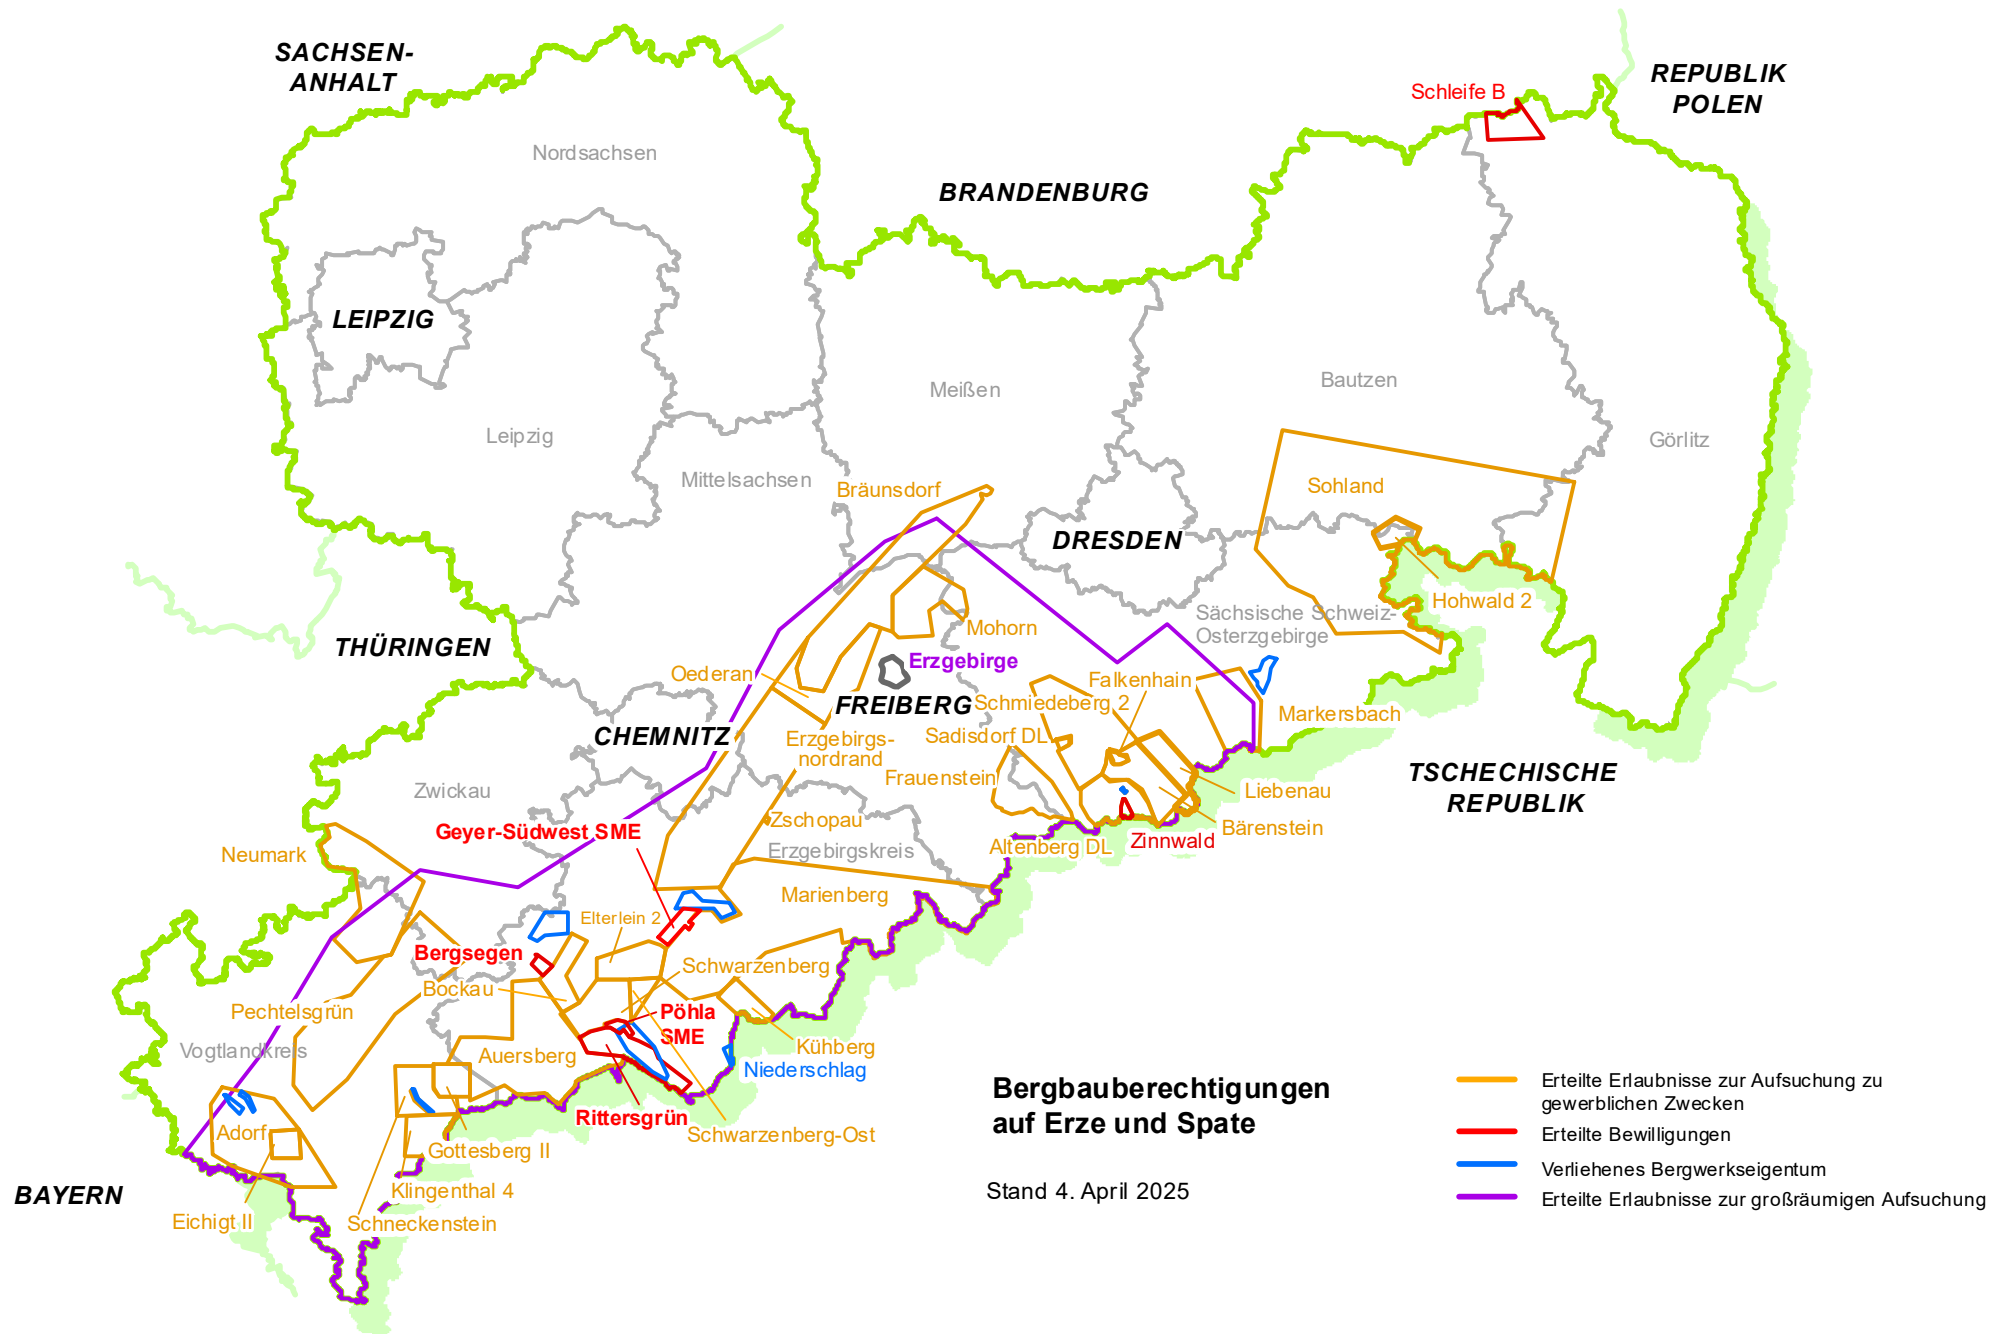 SACHSEN-
ANHALT
REPUBLIK
POLEN
Schleife B
Nordsachsen
BRANDENBURG
LEIPZIG
Meißen
Bautzen
Leipzig
Görlitz
Mittelsachsen
Bräunsdorf
Sohland
DRESDEN
Hohwald 2
Sächsische Schweiz-
Osterzgebirge
Mohorn
THÜRINGEN
Erzgebirge
Oederan
Falkenhain
FREIBERG
Schmiedeberg 2
Markersbach
CHEMNITZ
Erzgebirgs-
nordrand
Sadisdorf DL
Frauenstein
TSCHECHISCHE
REPUBLIK
Zwickau
Liebenau
Zschopau
Geyer-Südwest SME
Bärenstein
Zinnwald
Altenberg DL
Erzgebirgskreis
Neumark
Marienberg
Elterlein 2
Bergsegen
Schwarzenberg
Bockau
Pechtelsgrün
Pöhla
SME
Vogtlandkreis
Auersberg
Kühberg
Niederschlag
Rittersgrün
Schwarzenberg-Ost
Adorf
Gottesberg II
Klingenthal 4
BAYERN
Eichigt II
Schneckenstein
Bergbauberechtigungen
auf Erze und Spate
Stand 4. April 2025
Erteilte Erlaubnisse zur Aufsuchung zu
gewerblichen Zwecken
Erteilte Bewilligungen
Verliehenes Bergwerkseigentum
Erteilte Erlaubnisse zur großräumigen Aufsuchung